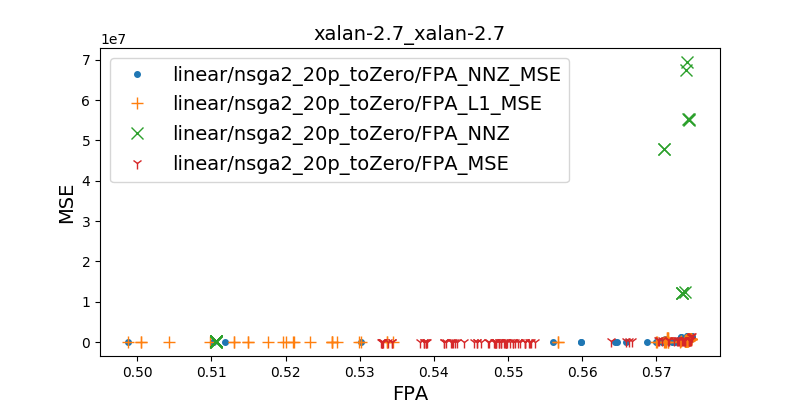 xalan-2.7_xalan-2.7
1e7
7
6
5
4
3
2
1
0
MSE
linear/nsga2_20p_toZero/FPA_NNZ_MSE
linear/nsga2_20p_toZero/FPA_L1_MSE
linear/nsga2_20p_toZero/FPA_NNZ
linear/nsga2_20p_toZero/FPA_MSE
0.50 0.51 0.52 0.53 0.54 0.55 0.56 0.57
FPA